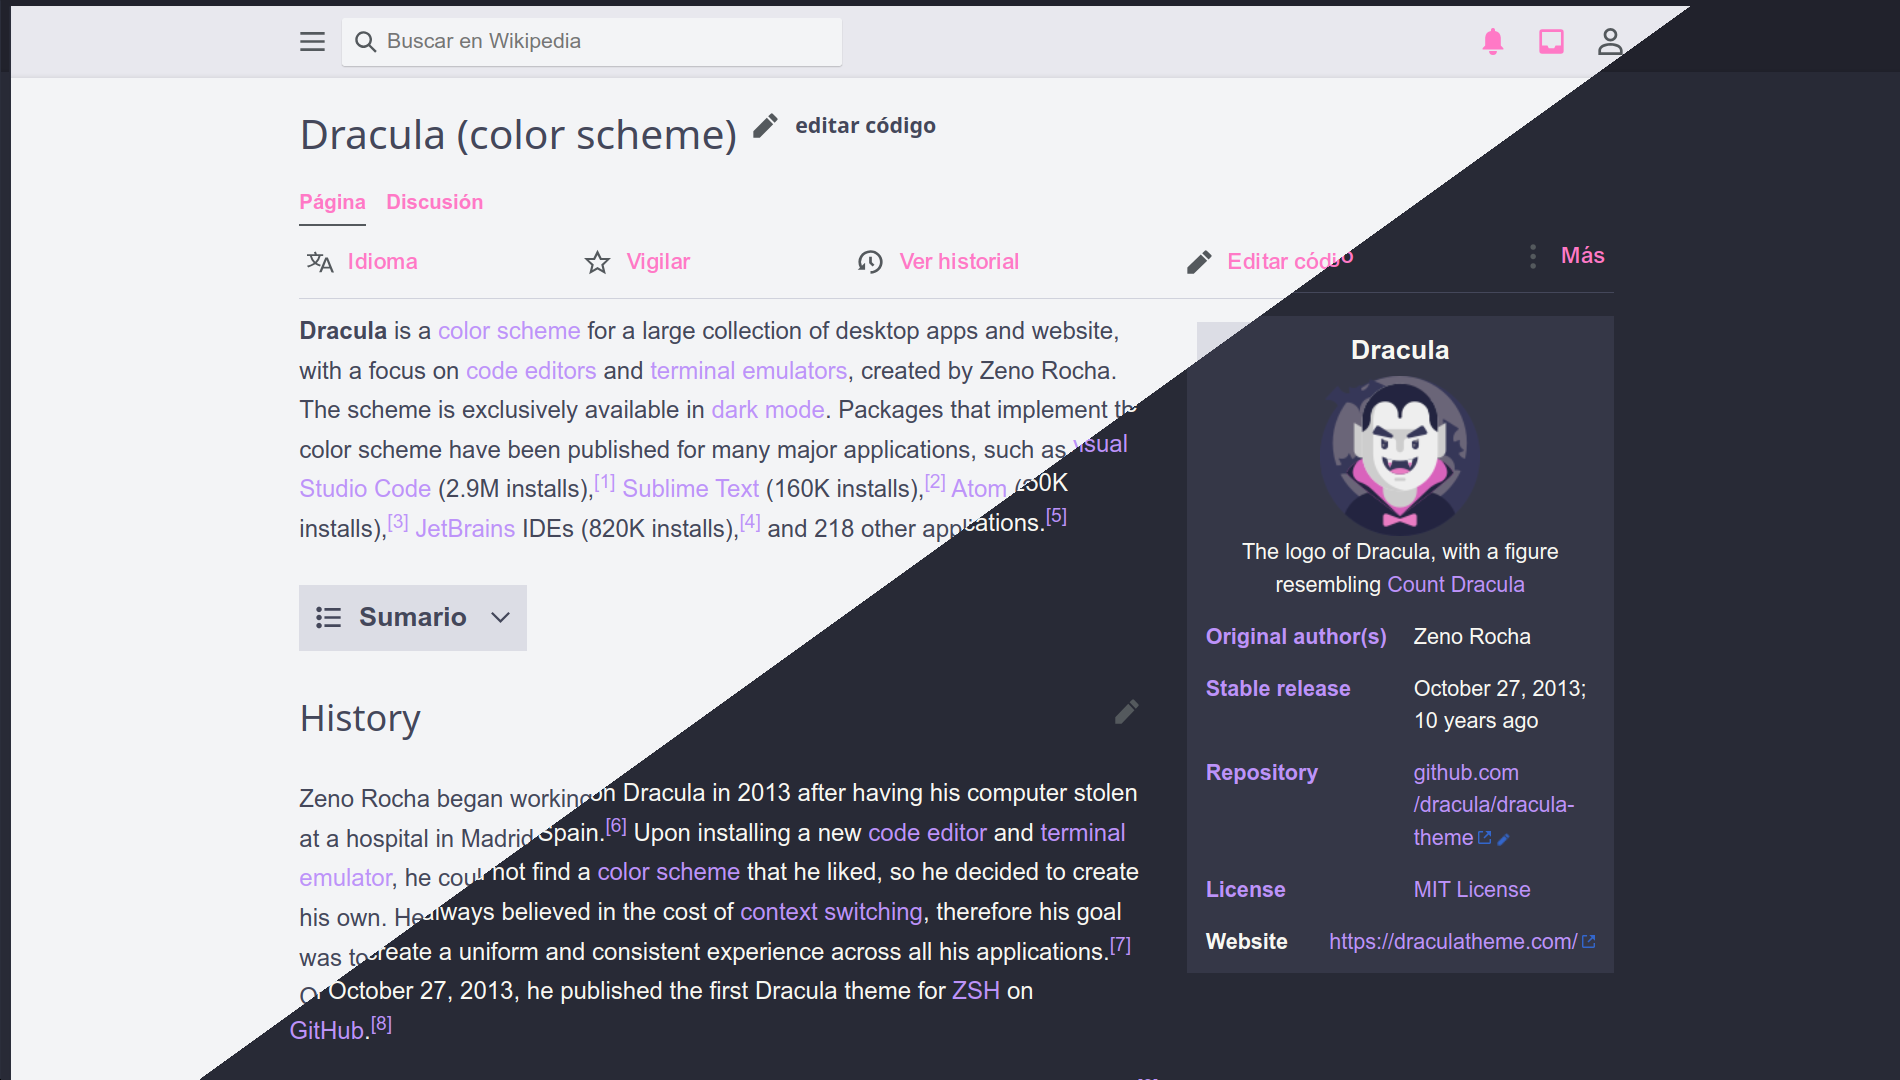 Buscar en Wikipedia
Dracula (color scheme) editar código
Página Discusión
Idioma Vigilar Ver historial Editar código Más
Dracula is a color scheme for a large collection of desktop apps and website,
with a focus on code editors and terminal emulators, created by Zeno Rocha.
The scheme is exclusively available in dark mode. Packages that implement
color scheme have been published for many major applications, such as Visual
Studio Code (2.9M installs),[1] Sublime Text (160K installs),[2] Atom (250K
installs),[3] JetBrains IDEs (820K installs),[4] and 218 other applications.[5]
Sumario
History
Zeno Rocha began working on Dracula in 2013 after having his computer stolen
at a hospital in Madrid Spain.[6] Upon installing a new code editor and terminal
emulator, he could not find a color scheme that he liked, so he decided to create
his own. He always believed in the cost of context switching, therefore his goal
was to create a uniform and consistent experience across all his applications.[7]
October 27, 2013, he published the first Dracula theme for ZSH on
GitHub.[8]
Dracula
The logo of Dracula, with a figure
resembling Count Dracula
Original author(s) Zeno Rocha
Stable release October 27, 2013;
10 years ago
Repository github.com
/dracula/dracula-
theme
License MIT License
Website https://draculatheme.com/